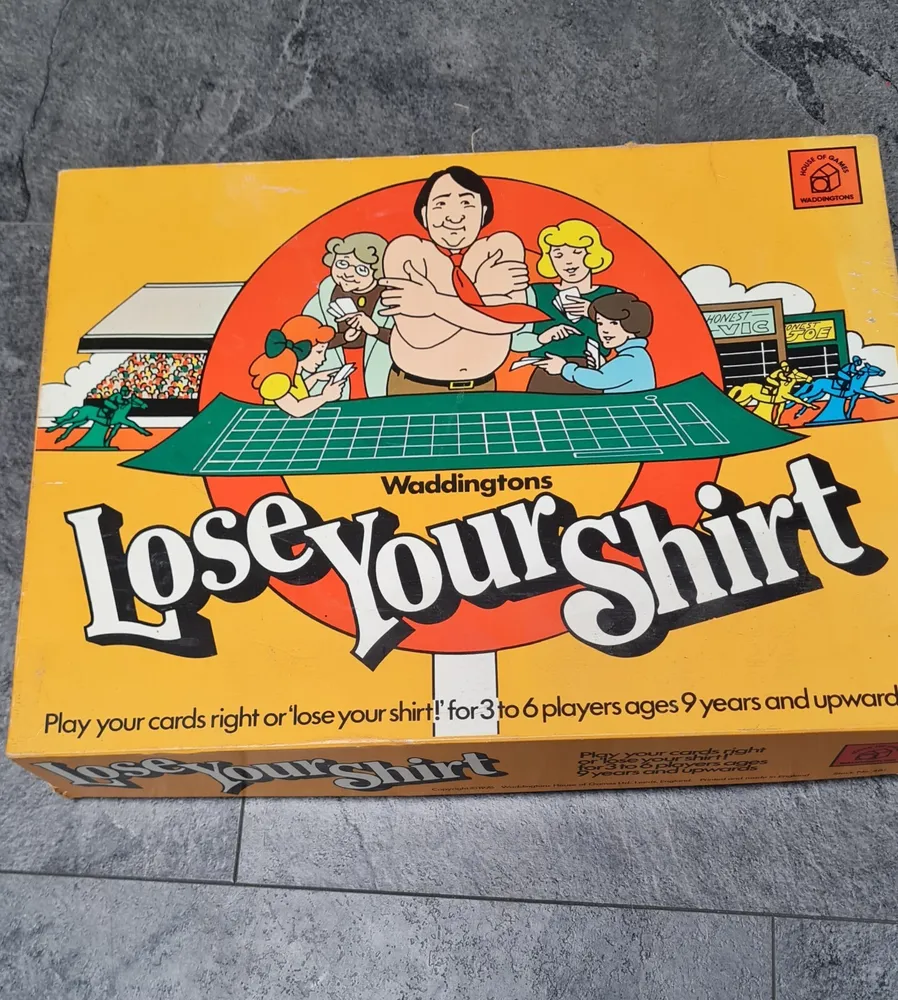 HOUSE OF GAMES
WADDINGTONS
HONEST
VIC
HONEST
JOE
Waddingtons
Lose Your Shirt
Play your cards right or 'lose your shirt!' for 3 to 6 players ages 9 years and upward
Lose Your Shirt
Play your cards right
or 'lose your shirt!'
for 3 to 6 players ages
9 years and upwards